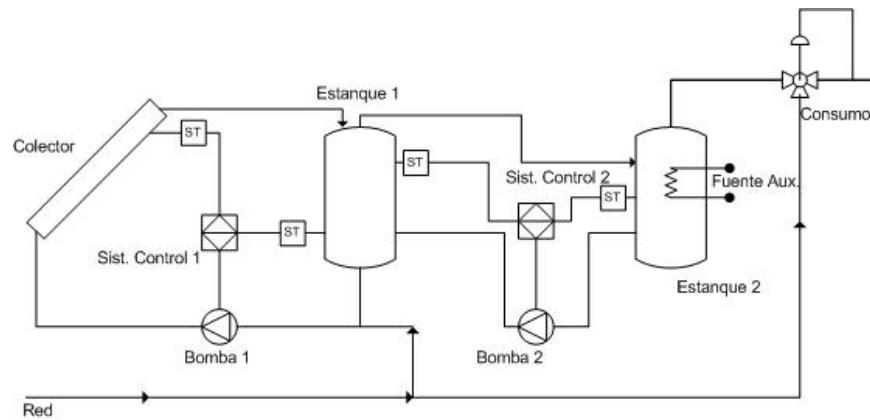 Estanque 1
Consumo
ST
Colector
ST
Sist. Control 2
Fuente Aux.
ST
ST
Sist. Control 1
Estanque 2
Bomba 1
Bomba 2
Red